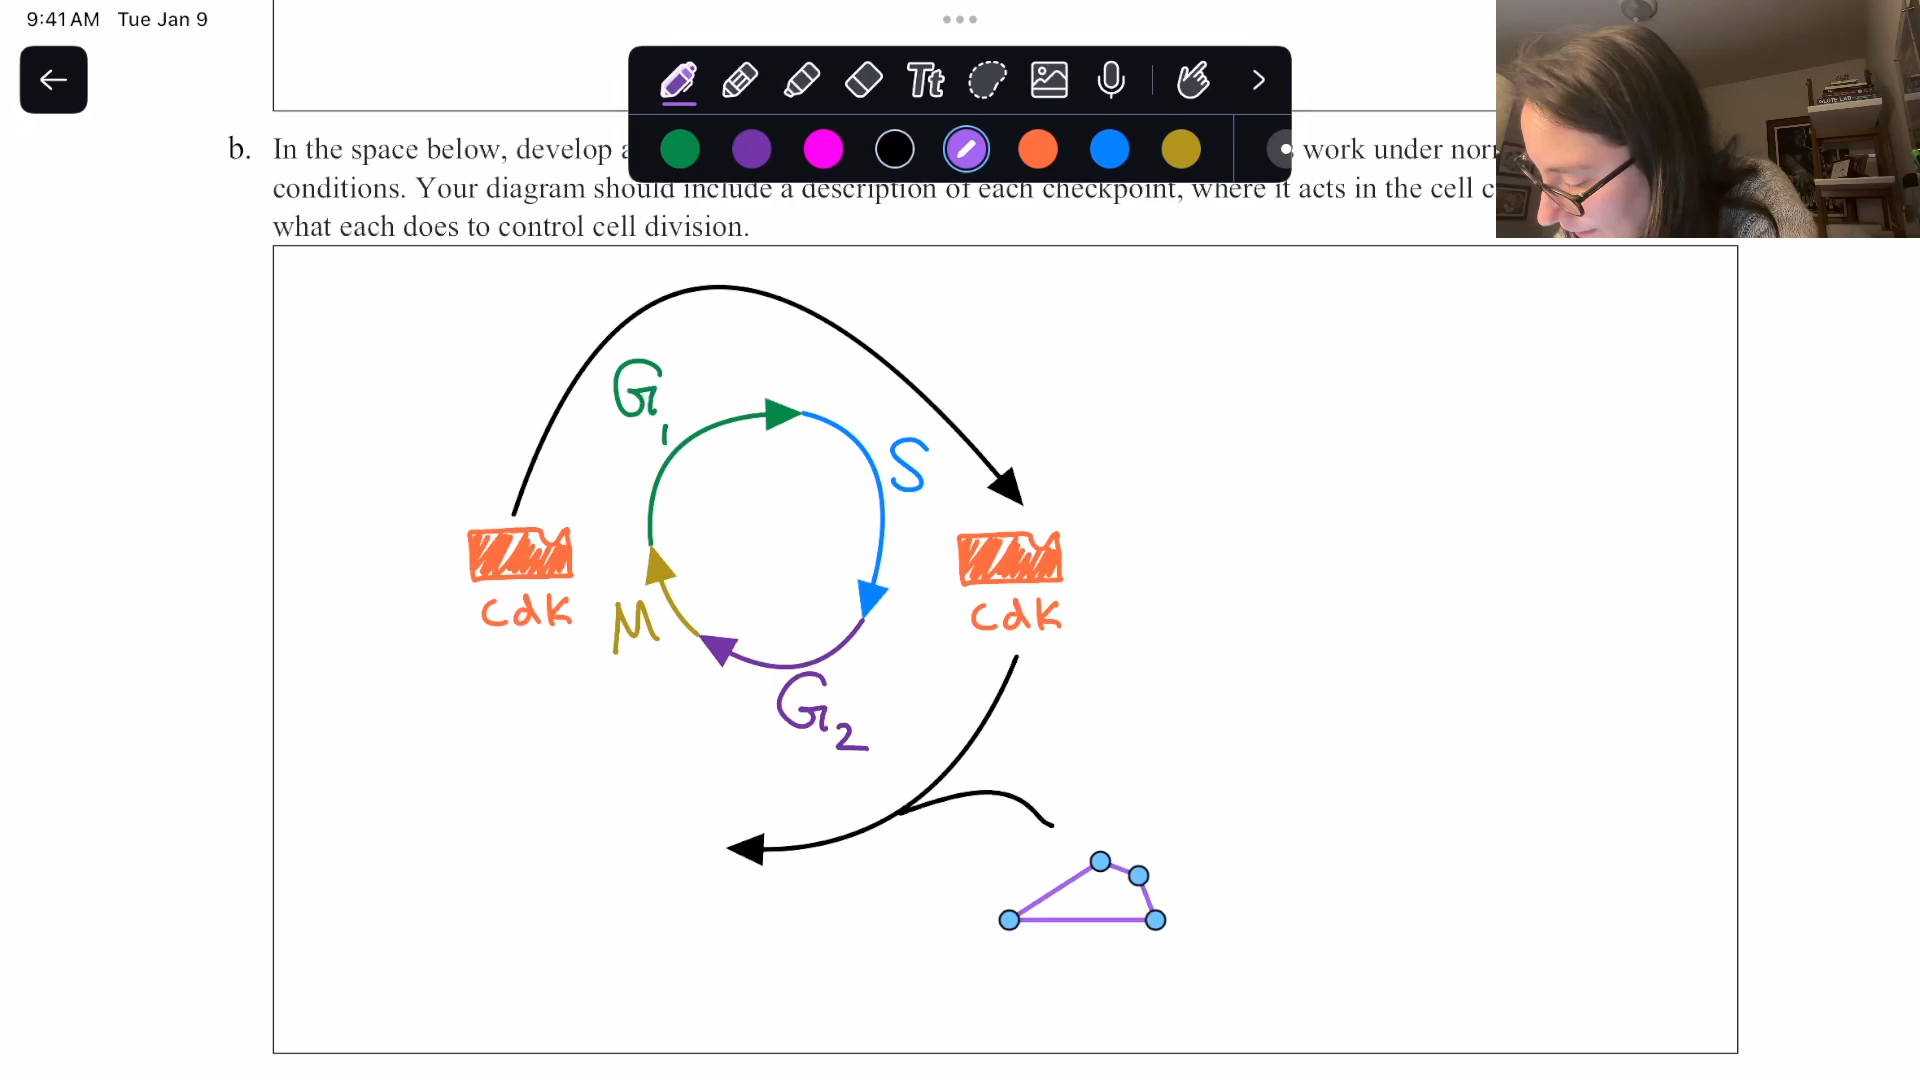 9:41 AM Tue Jan 9
Tt
b. In the space below, develop a work under nor
conditions. Your diagram should include a description of each checkpoint, where it acts in the cell c
what each does to control cell division.
G1
S
cdk
cdk
M
G2